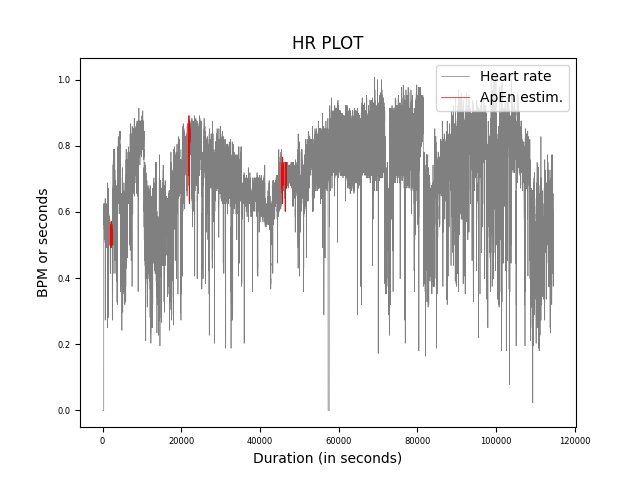 HR PLOT
Heart rate
ApEn estim.
BPM or seconds
1.0
0.8
0.6
0.4
0.2
0.0
0 20000 40000 60000 80000 100000 120000
Duration (in seconds)